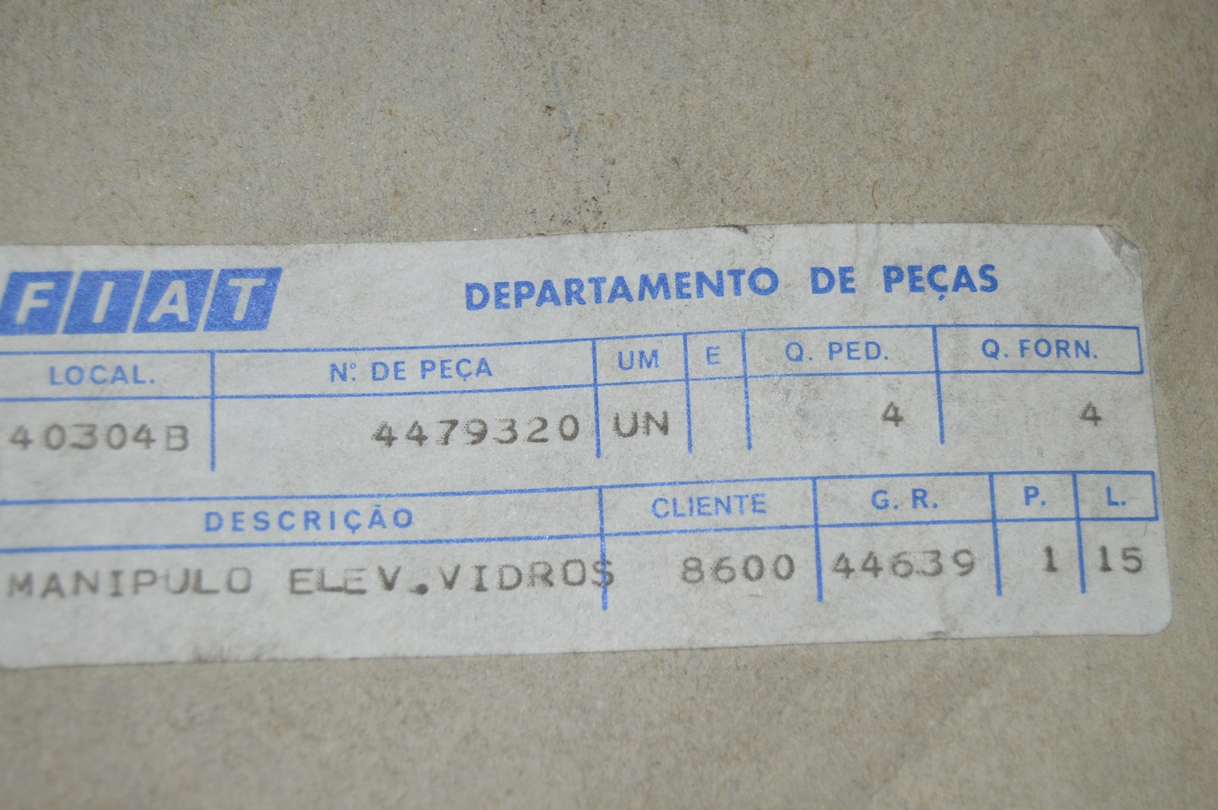 FIAT DEPARTAMENTO DE PEÇAS
LOCAL. Nº DE PEÇA UM E Q. PED. Q. FORN.
40304B 4479320 UN 4 4
DESCRIÇÃO CLIENTE G. R. P. L.
MANIPULO ELEV.VIDROS 8600 44639 1 15